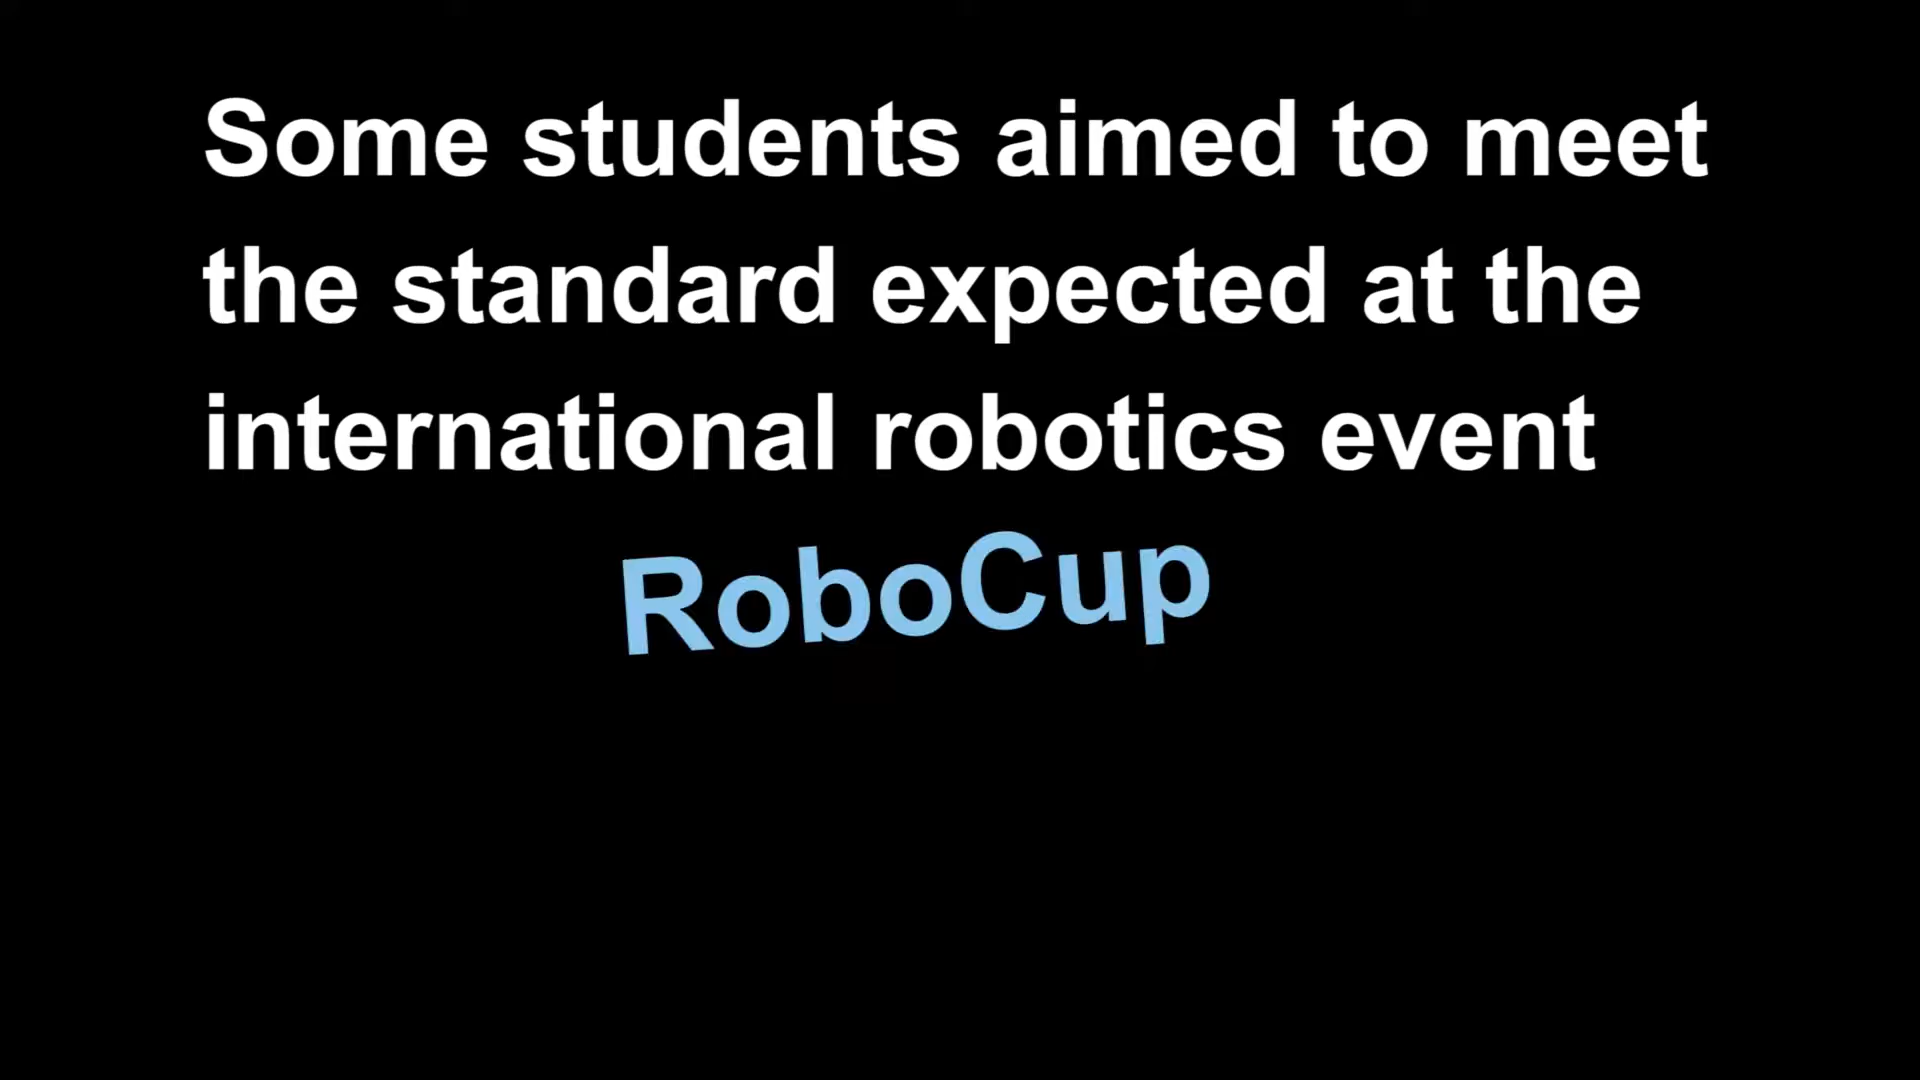 Some students aimed to meet
the standard expected at the
international robotics event
RoboCup